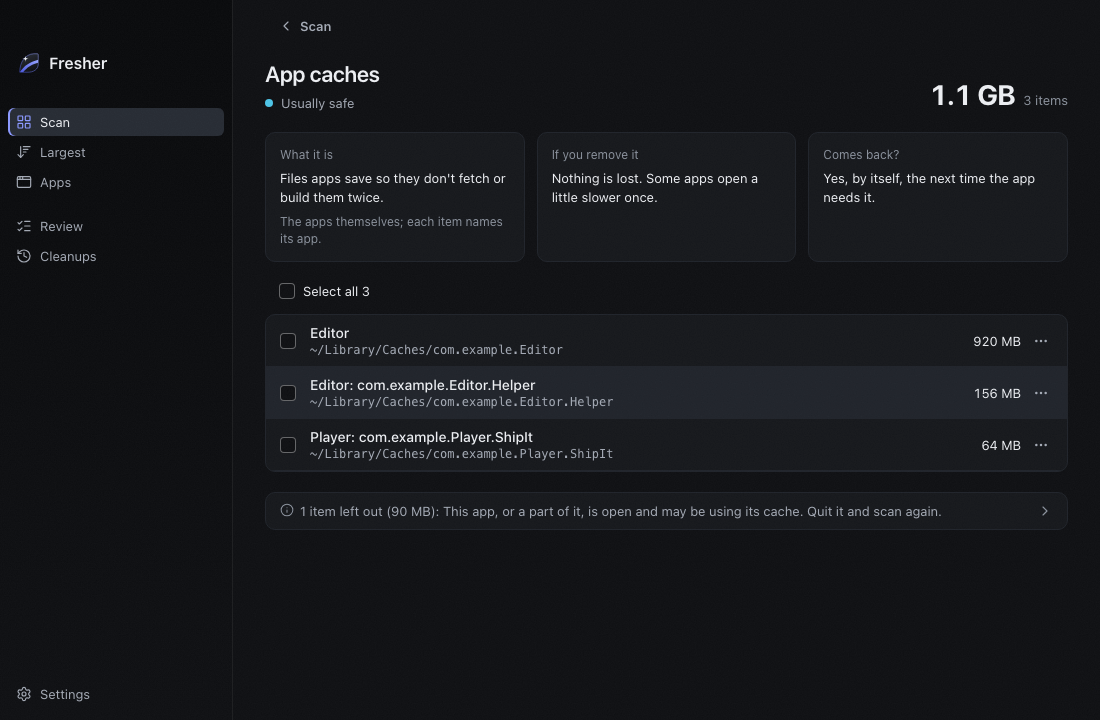 Scan
Fresher
Scan
Largest
Apps
Review
Cleanups
Settings
App caches
Usually safe
1.1 GB 3 items
What it is
Files apps save so they don't fetch or
build them twice.
The apps themselves; each item names
its app.
If you remove it
Nothing is lost. Some apps open a
little slower once.
Comes back?
Yes, by itself, the next time the app
needs it.
Select all 3
Editor
~/Library/Caches/com.example.Editor
920 MB
Editor: com.example.Editor.Helper
~/Library/Caches/com.example.Editor.Helper
156 MB
Player: com.example.Player.ShipIt
~/Library/Caches/com.example.Player.ShipIt
64 MB
1 item left out (90 MB): This app, or a part of it, is open and may be using its cache. Quit it and scan again.